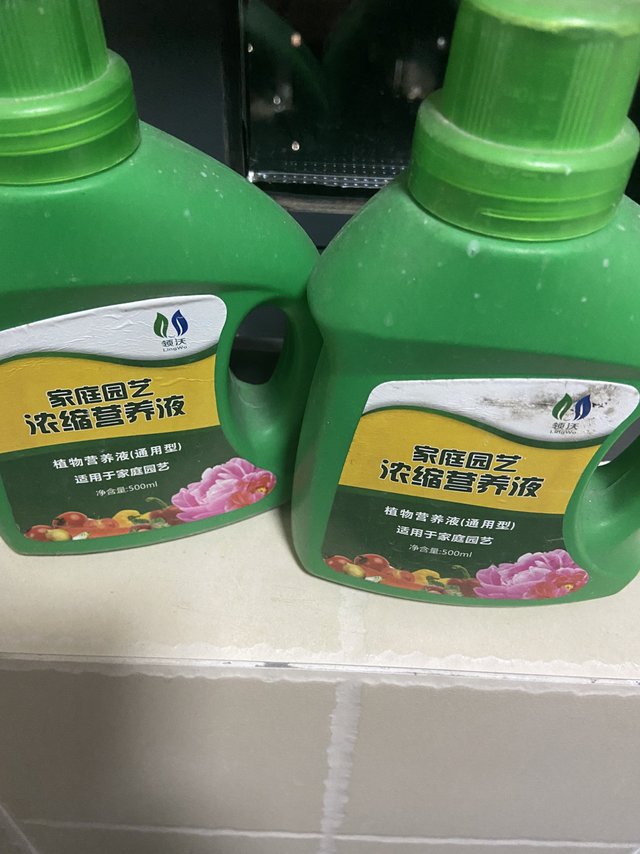 领沃
LingWo
家庭园艺
浓缩营养液
植物营养液(通用型)
适用于家庭园艺
净含量:500ml
领沃
LingWo
家庭园艺
浓缩营养液
植物营养液(通用型)
适用于家庭园艺
净含量:500ml